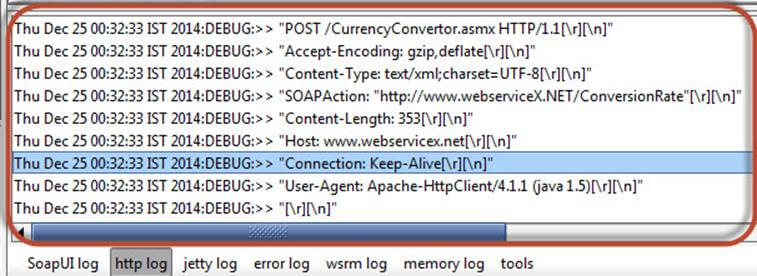 Thu Dec 25 00:32:33 IST 2014:DEBUG:>> "POST /CurrencyConvertor.asmx HTTP/1.1[\r][\n]"
Thu Dec 25 00:32:33 IST 2014:DEBUG:>> "Accept-Encoding: gzip,deflate[\r][\n]"
Thu Dec 25 00:32:33 IST 2014:DEBUG:>> "Content-Type: text/xml;charset=UTF-8[\r][\n]"
Thu Dec 25 00:32:33 IST 2014:DEBUG:>> "SOAPAction: "http://www.webserviceX.NET/ConversionRate"[\r][\n]"
Thu Dec 25 00:32:33 IST 2014:DEBUG:>> "Content-Length: 353[\r][\n]"
Thu Dec 25 00:32:33 IST 2014:DEBUG:>> "Host: www.webservicex.net[\r][\n]"
Thu Dec 25 00:32:33 IST 2014:DEBUG:>> "Connection: Keep-Alive[\r][\n]"
Thu Dec 25 00:32:33 IST 2014:DEBUG:>> "User-Agent: Apache-HttpClient/4.1.1 (java 1.5)[\r][\n]"
Thu Dec 25 00:32:33 IST 2014:DEBUG:>> "[\r][\n]"
SoapUI log http log jetty log error log wsrm log memory log tools